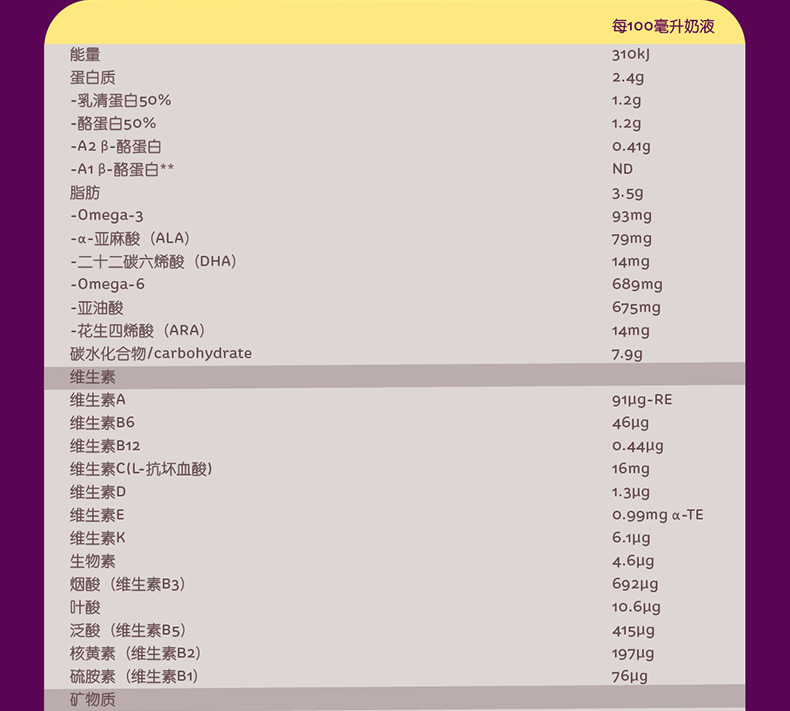 每100毫升奶液
能量 310kJ
蛋白质 2.4g
-乳清蛋白50% 1.2g
-酪蛋白50% 1.2g
-A2 β-酪蛋白 0.41g
-A1 β-酪蛋白** ND
脂肪 3.5g
-Omega-3 93mg
-α-亚麻酸（ALA） 79mg
-二十二碳六烯酸（DHA） 14mg
-Omega-6 689mg
-亚油酸 675mg
-花生四烯酸（ARA） 14mg
碳水化合物/carbohydrate 7.9g
维生素
维生素A 91μg-RE
维生素B6 46μg
维生素B12 0.44μg
维生素C(L-抗坏血酸) 16mg
维生素D 1.3μg
维生素E 0.99mg α-TE
维生素K 6.1μg
生物素 4.6μg
烟酸（维生素B3） 692μg
叶酸 10.6μg
泛酸（维生素B5） 415μg
核黄素（维生素B2） 197μg
硫胺素（维生素B1） 76μg
矿物质